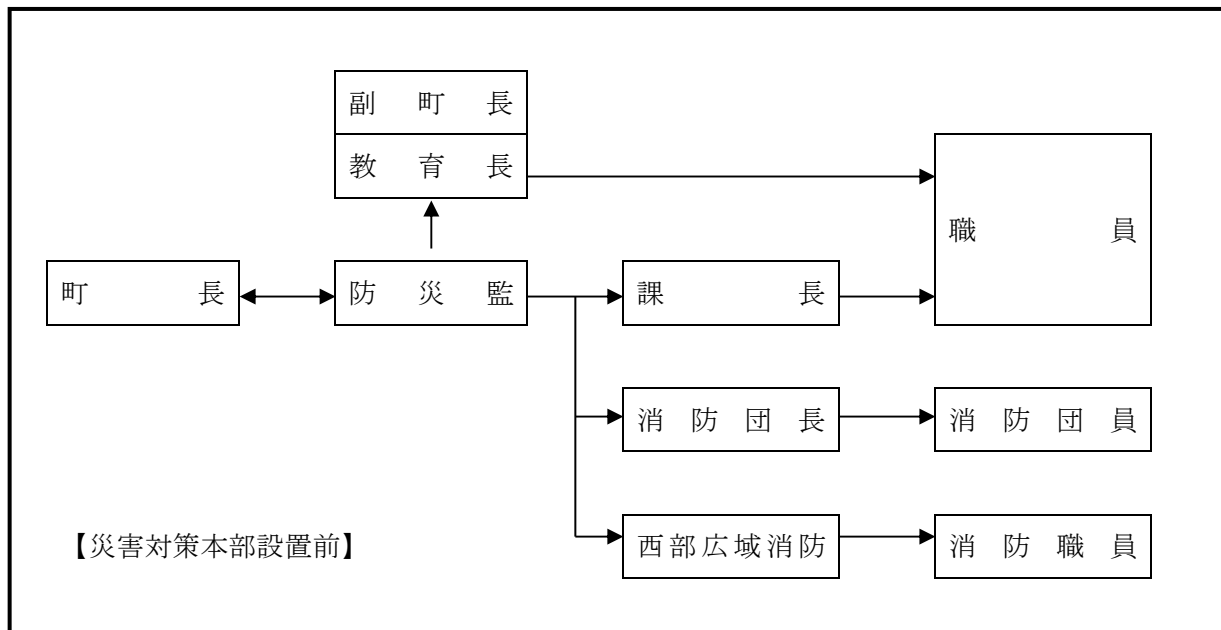 副町長
教育長
職員
町長
防災監
課長
消防団長
消防団員
【災害対策本部設置前】
西部広域消防
消防職員